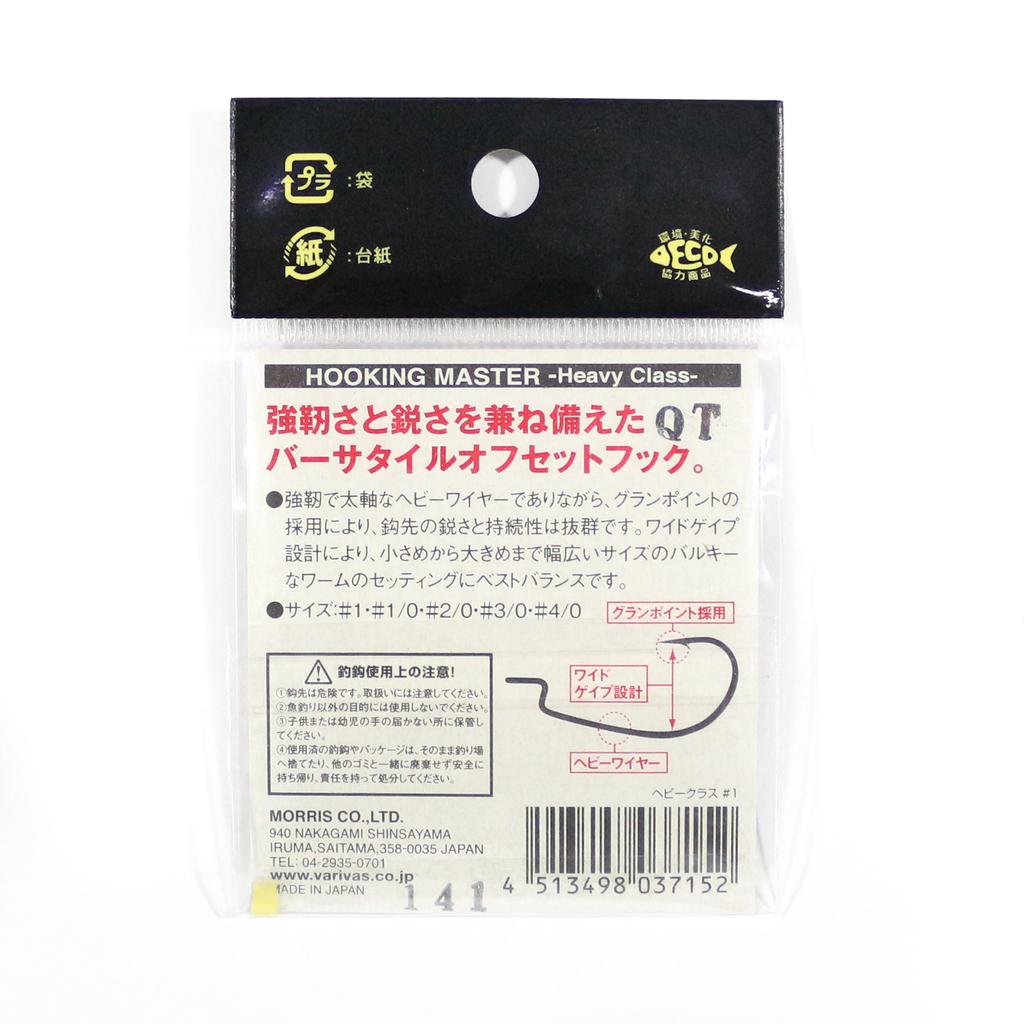 プラ :袋
紙 :台紙
環境・美化
ECO
協力商品
HOOKING MASTER -Heavy Class-
強靭さと鋭さを兼ね備えた QT
バーサタイルオフセットフック。
●強靭で太軸なヘビーワイヤーでありながら、グランポイントの
採用により、鈎先の鋭さと持続性は抜群です。ワイドゲイプ
設計により、小さめから大きめまで幅広いサイズのバルキー
なワームのセッティングにベストバランスです。
●サイズ:#1・#1/0・#2/0・#3/0・#4/0
グランポイント採用
ワイド
ゲイプ設計
ヘビーワイヤー
釣鈎使用上の注意!
①鈎先は危険です。取扱いには注意してください。
②魚釣り以外の目的には使用しないでください。
③子供または幼児の手の届かない所に保管し
てください。
④使用済の釣鈎やパッケージは、そのまま釣り場
へ捨てたり、他のゴミと一緒に廃棄せず安全に
持ち帰り、責任を持って処分してください。
ヘビークラス #1
MORRIS CO.,LTD.
940 NAKAGAMI SHINSAYAMA
IRUMA,SAITAMA,358-0035 JAPAN
TEL: 04-2935-0701
www.varivas.co.jp
MADE IN JAPAN
141
4 513498 037152